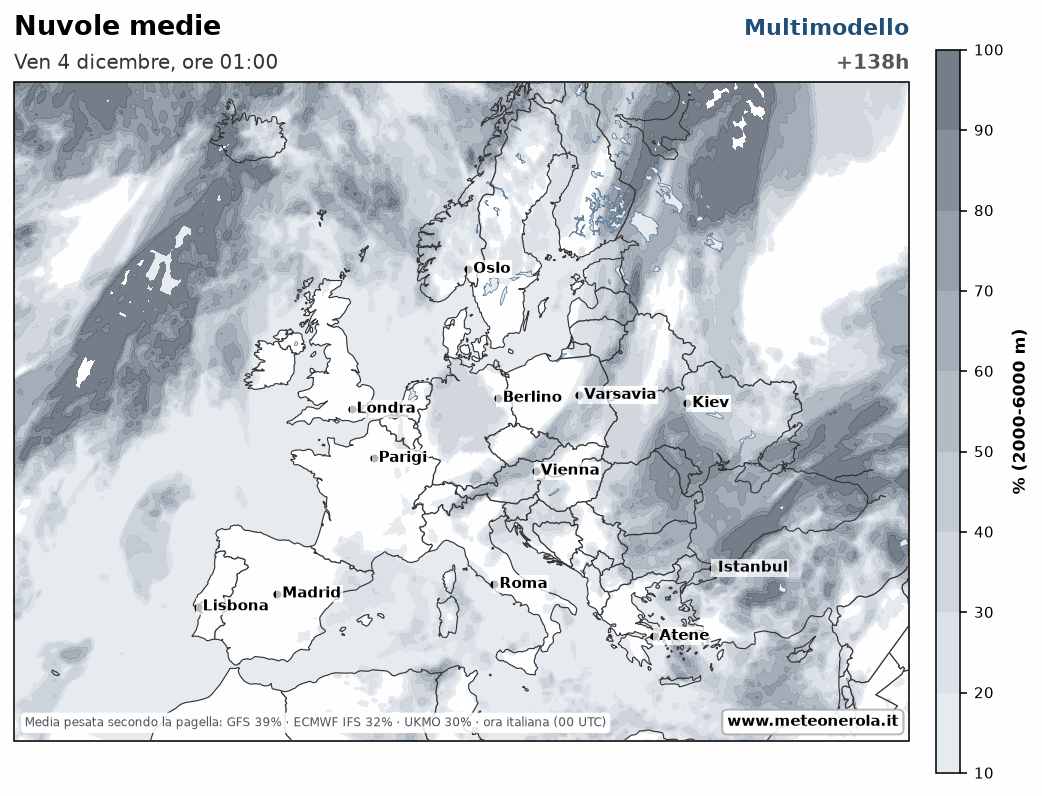 Nuvole medie
Multimodello
Ven 4 dicembre, ore 01:00
+138h
100
90
80
70
60
50
40
30
20
10
% (2000-6000 m)
Oslo
Berlino
Varsavia
Kiev
Londra
Parigi
Vienna
Istanbul
Roma
Madrid
Lisbona
Atene
Media pesata secondo la pagella: GFS 39% · ECMWF IFS 32% · UKMO 30% · ora italiana (00 UTC)
www.meteonerola.it